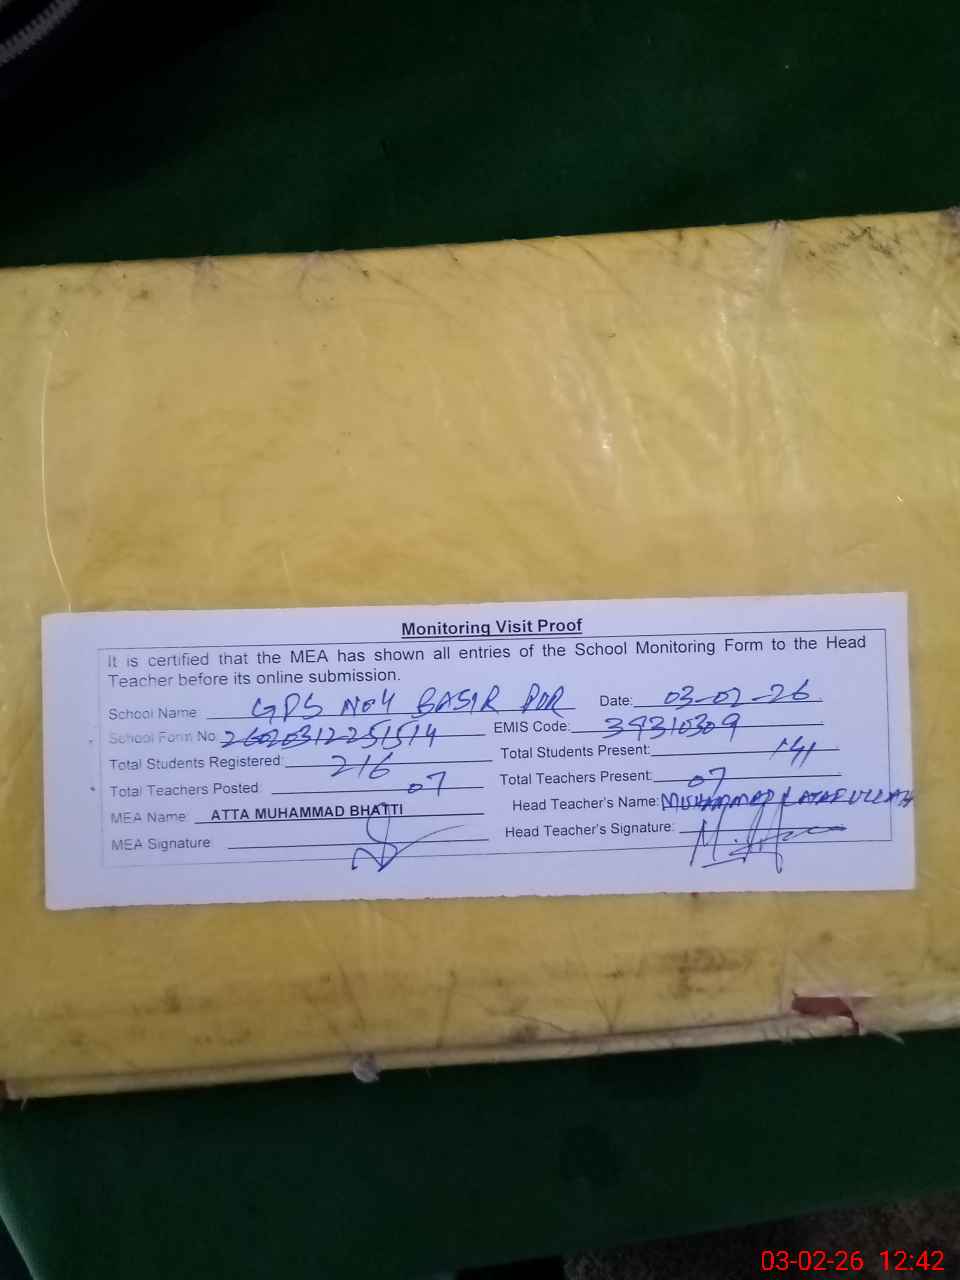 Monitoring Visit Proof
It is certified that the MEA has shown all entries of the School Monitoring Form to the Head
Teacher before its online submission.
School Name GPS No 4 BASIR PUR Date: 03-02-26
School Form No: EMIS Code: 39310309
Total Students Registered: 216 Total Students Present: 141
Total Teachers Posted: 07 Total Teachers Present: 07
MEA Name: ATTA MUHAMMAD BHATTI Head Teacher's Name: MUHAMMAD
MEA Signature: Head Teacher's Signature:
03-02-26 12:42